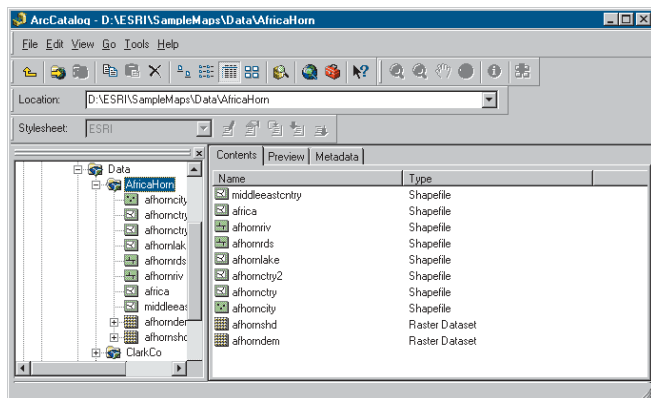 ArcCatalog - D:\ESRI\SampleMaps\Data\AfricaHorn
File Edit View Go Tools Help
Location: D:\ESRI\SampleMaps\Data\AfricaHorn
Stylesheet: ESRI
Data
AfricaHorn
afhorncity
afhornctry
afhornctry
afhornlak
afhornrds
afhornriv
africa
middleeas
afhornder
afhornshd
ClarkCo
Contents Preview Metadata
Name Type
middleeastcntry Shapefile
africa Shapefile
afhornriv Shapefile
afhornrds Shapefile
afhornlake Shapefile
afhornctry2 Shapefile
afhornctry Shapefile
afhorncity Shapefile
afhornshd Raster Dataset
afhorndem Raster Dataset